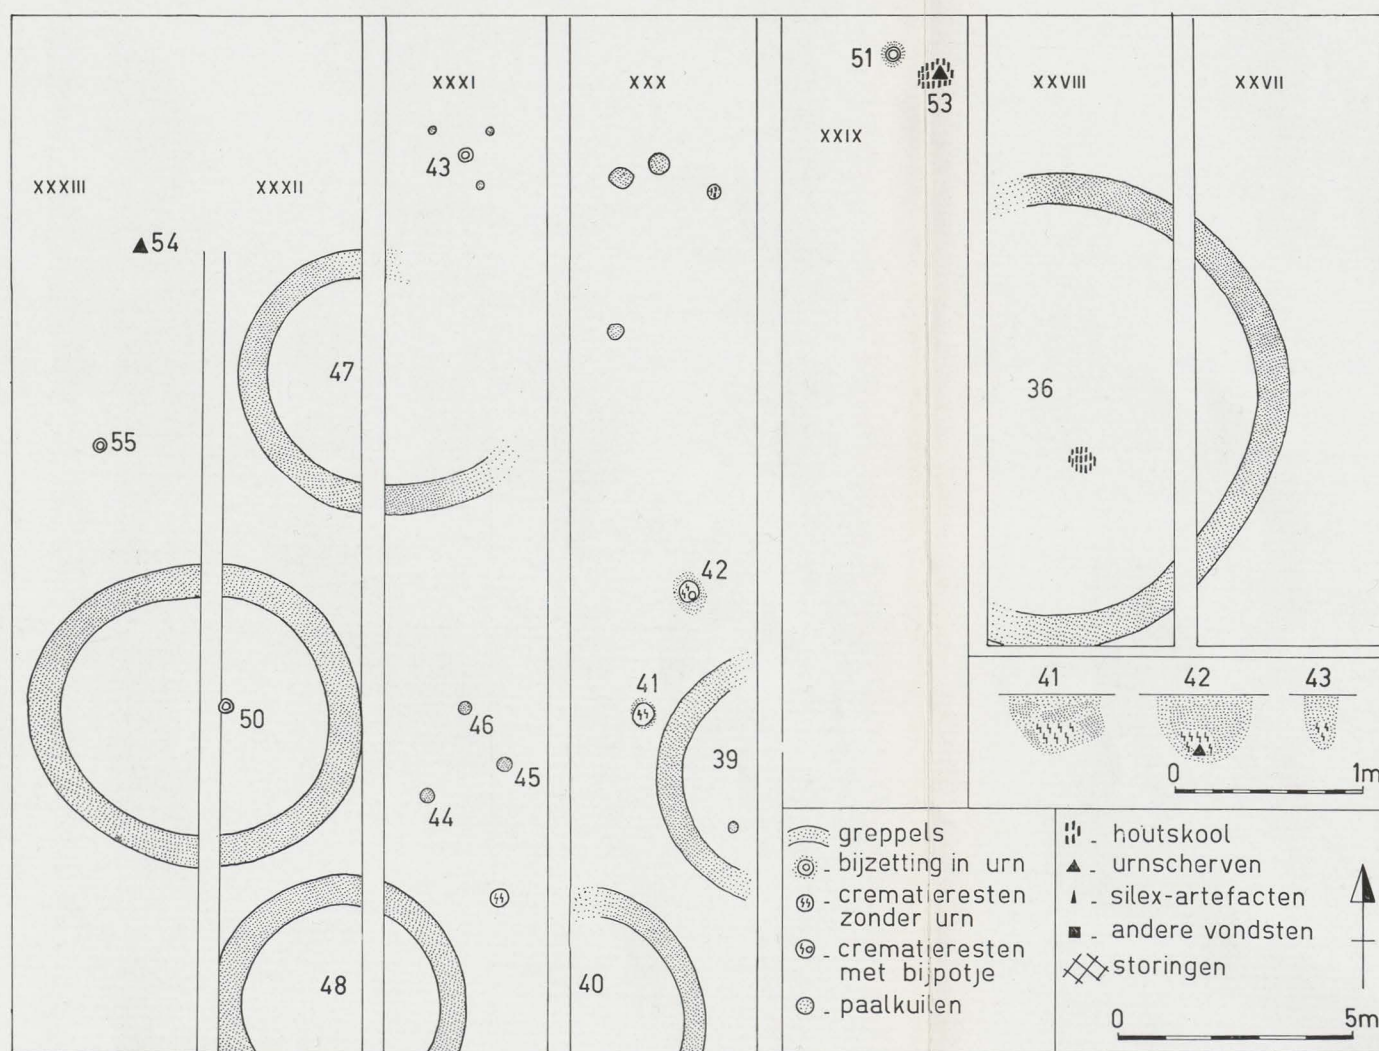 XXXI
XXX
51
53
XXVIII
XXVII
XXIX
43
XXXIII
XXXII
54
47
36
55
42
41
50
46
39
45
44
48
40
41
42
43
0 1m
greppels
bijzetting in urn
crematieresten
zonder urn
crematieresten
met bijpotje
paalkuilen
houtskool
urnscherven
silex-artefacten
andere vondsten
storingen
0 5m